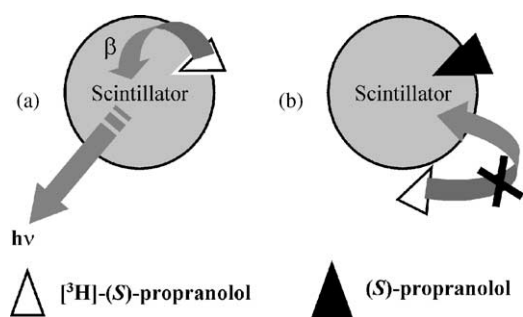 β
(a)
Scintillator
hν
(b)
Scintillator
[³H]-(S)-propranolol
(S)-propranolol